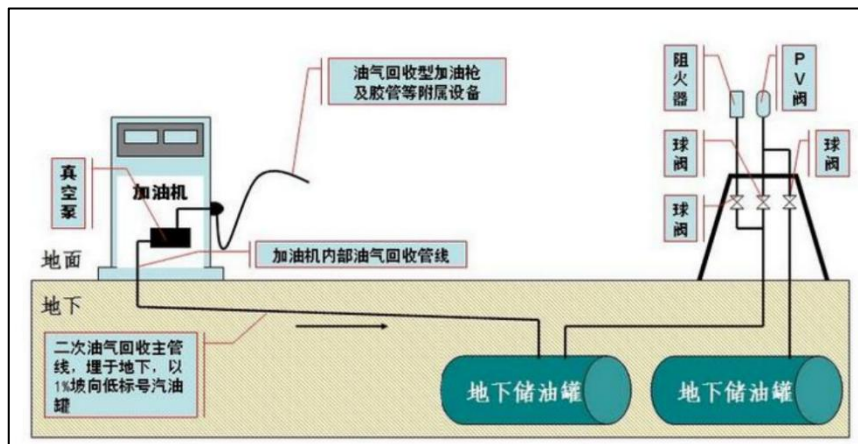 油气回收型加油枪
及胶管等附属设备
阻
火
器
P
V
阀
真
空
泵
加油机
球
阀
球
阀
球
阀
地面
加油机内部油气回收管线
地下
二次油气回收主管
线，埋于地下，以
1%坡向低标号汽油
罐
地下储油罐
地下储油罐